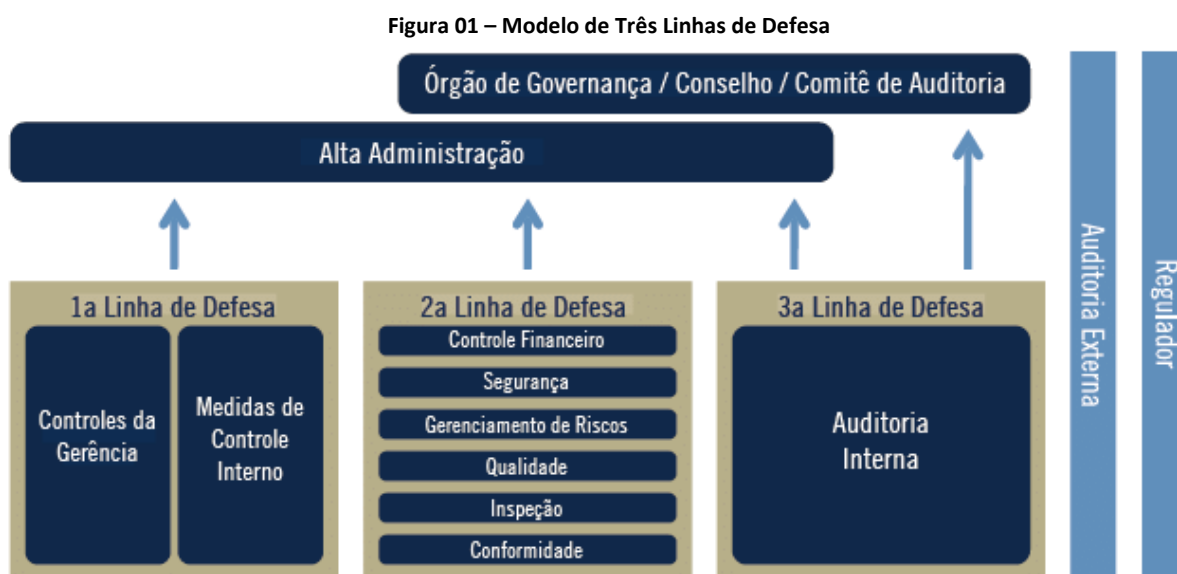 Figura 01 – Modelo de Três Linhas de Defesa
Órgão de Governança / Conselho / Comitê de Auditoria
Alta Administração
1a Linha de Defesa
Controles da
Gerência
Medidas de
Controle
Interno
2a Linha de Defesa
Controle Financeiro
Segurança
Gerenciamento de Riscos
Qualidade
Inspeção
Conformidade
3a Linha de Defesa
Auditoria
Interna
Auditoria Externa
Regulador